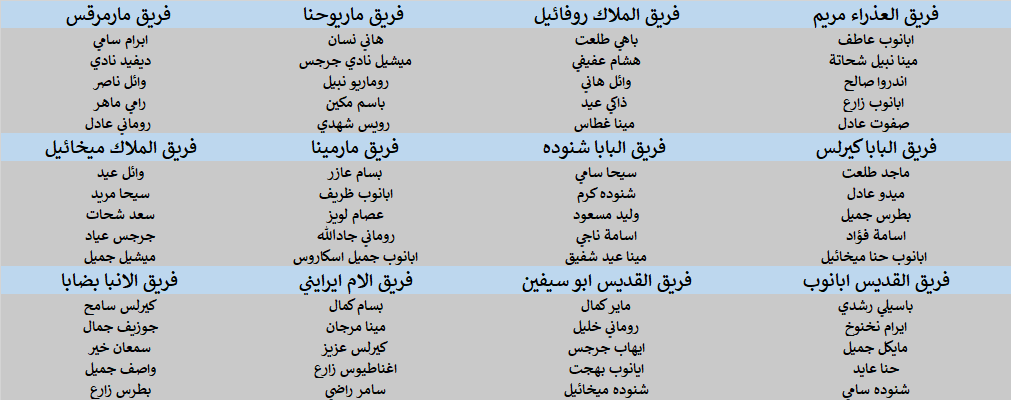 فريق العذراء مريم
فريق الملاك روفائيل
فريق ماريوحنا
فريق مارمرقس
ابانوب عاطف
باهي طلعت
هاني نسان
ابرام سامي
مينا نبيل شحاتة
هشام عفيفي
ميشيل نادي جرجس
ديفيد نادي
اندروا صالح
وائل هاني
روماريو نبيل
وائل ناصر
ابانوب زارع
ذاكي عيد
باسم مكين
رامي ماهر
صفوت عادل
مينا غطاس
رويس شهدي
روماني عادل
فريق البابا كيرلس
فريق البابا شنوده
فريق مارمينا
فريق الملاك ميخائيل
ماجد طلعت
سيحا سامي
بسام عازر
وائل عيد
ميدو عادل
شنوده كرم
ابانوب ظريف
سيحا مريد
بطرس جميل
وليد مسعود
عصام لويز
سعد شحات
اسامة فؤاد
اسامة ناجي
روماني جادالله
جرجس عياد
ابانوب حنا ميخائيل
مينا عيد شفيق
ابانوب جميل اسكاروس
ميشيل جميل
فريق القديس ابانوب
فريق القديس ابو سيفين
فريق الام ايرايني
فريق الانبا بضابا
باسيلي رشدي
ماير كمال
بسام كمال
كيرلس سامح
ايرام نخنوخ
روماني خليل
مينا مرجان
جوزيف جمال
مايكل جميل
ايهاب جرجس
كيرلس عزيز
سمعان خير
حنا عايد
ايانوب بهجت
اغناطيوس زارع
واصف جميل
شنوده سامي
شنوده ميخائيل
سامر راضي
بطرس زارع